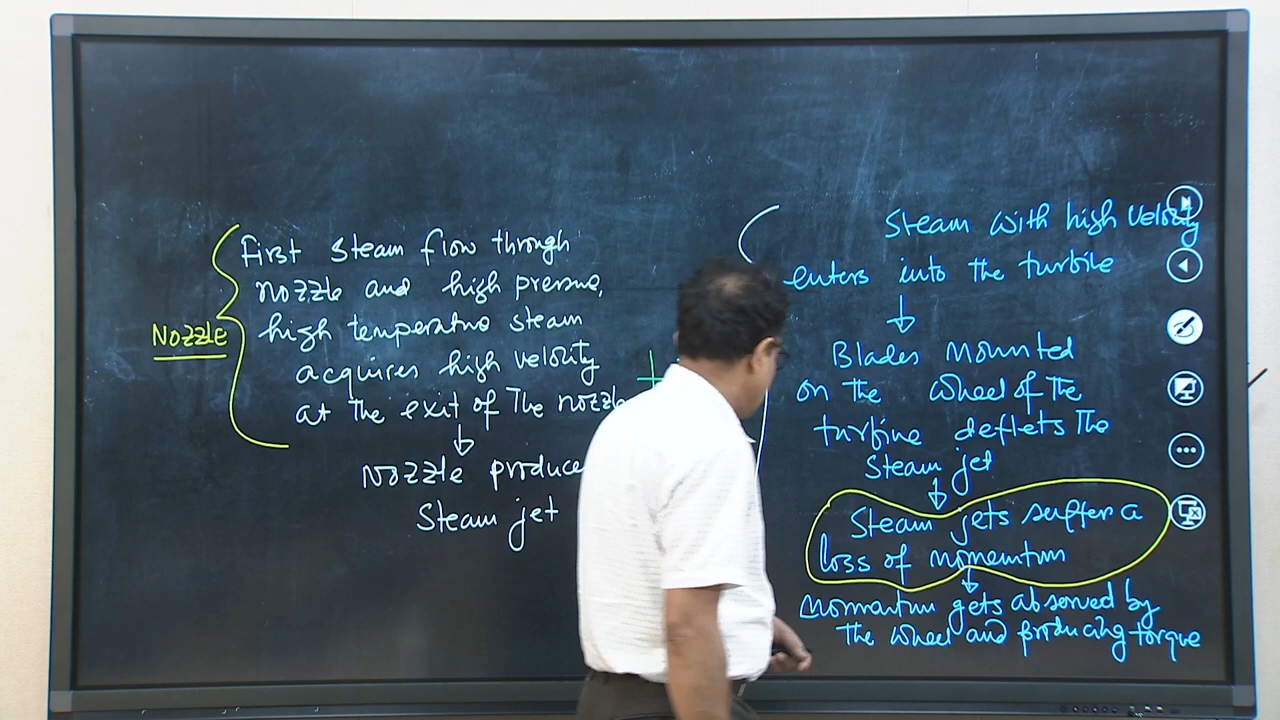 First steam flow through
nozzle and high pressure,
high temperature steam
acquires high velocity
at the exit of The nozzle
Nozzle produce
Steam jet
NOZZLE
+
Steam with high velocity
enters into the turbine
Blades Mounted
on the wheel of the
turbine deflets The
Steam jet
Steam jets suffer a
loss of momentum
Momentum gets absorved by
The wheel and producing torque